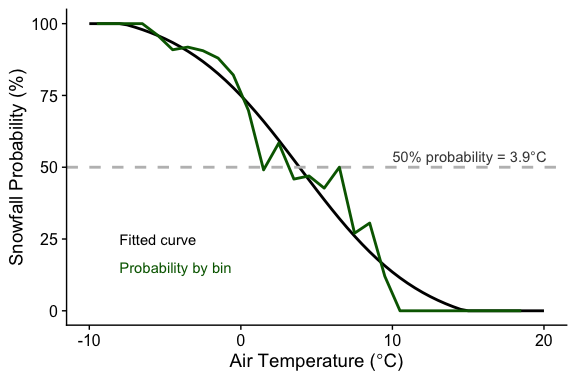 100
75
50
25
0
Snowfall Probability (%)
50% probability = 3.9°C
Fitted curve
Probability by bin
-10
0
10
20
Air Temperature (°C)